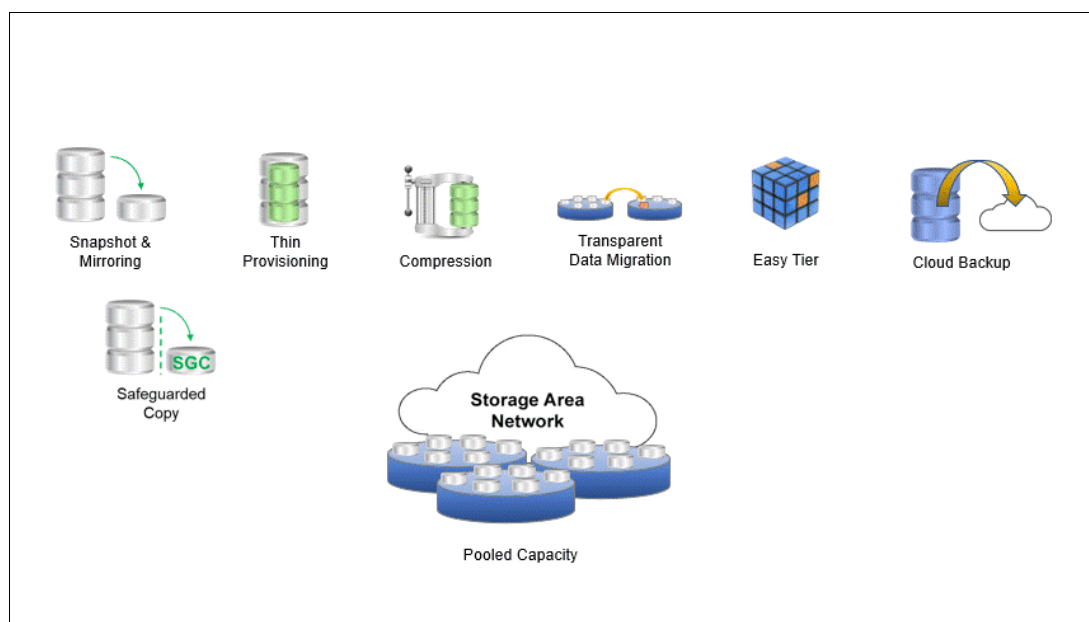 Snapshot &
Mirroring
Thin
Provisioning
Compression
Transparent
Data Migration
Easy Tier
Cloud Backup
SGC
Safeguarded
Copy
Storage Area
Network
Pooled Capacity